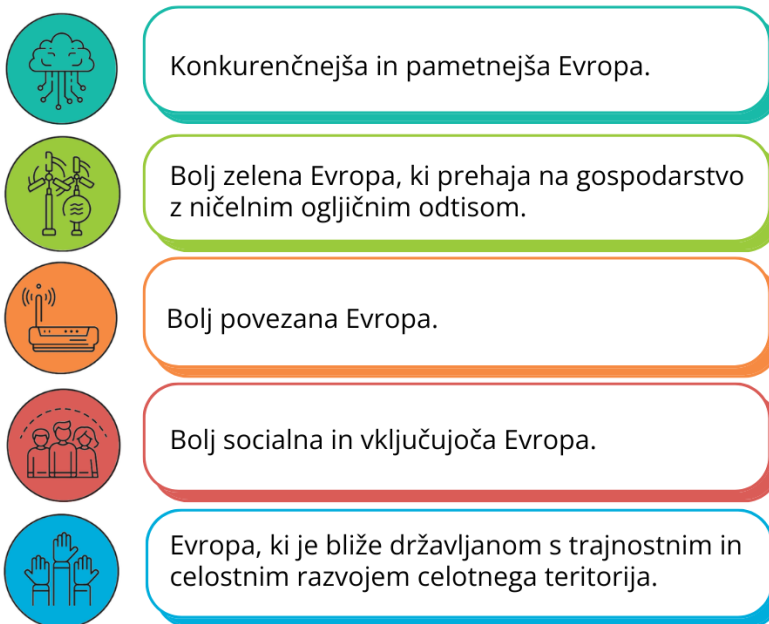 Konkurenčnejša in pametnejša Evropa.
Bolj zelena Evropa, ki prehaja na gospodarstvo
z ničelnim ogljičnim odtisom.
Bolj povezana Evropa.
Bolj socialna in vključujoča Evropa.
Evropa, ki je bliže državljanom s trajnostnim in
celostnim razvojem celotnega teritorija.